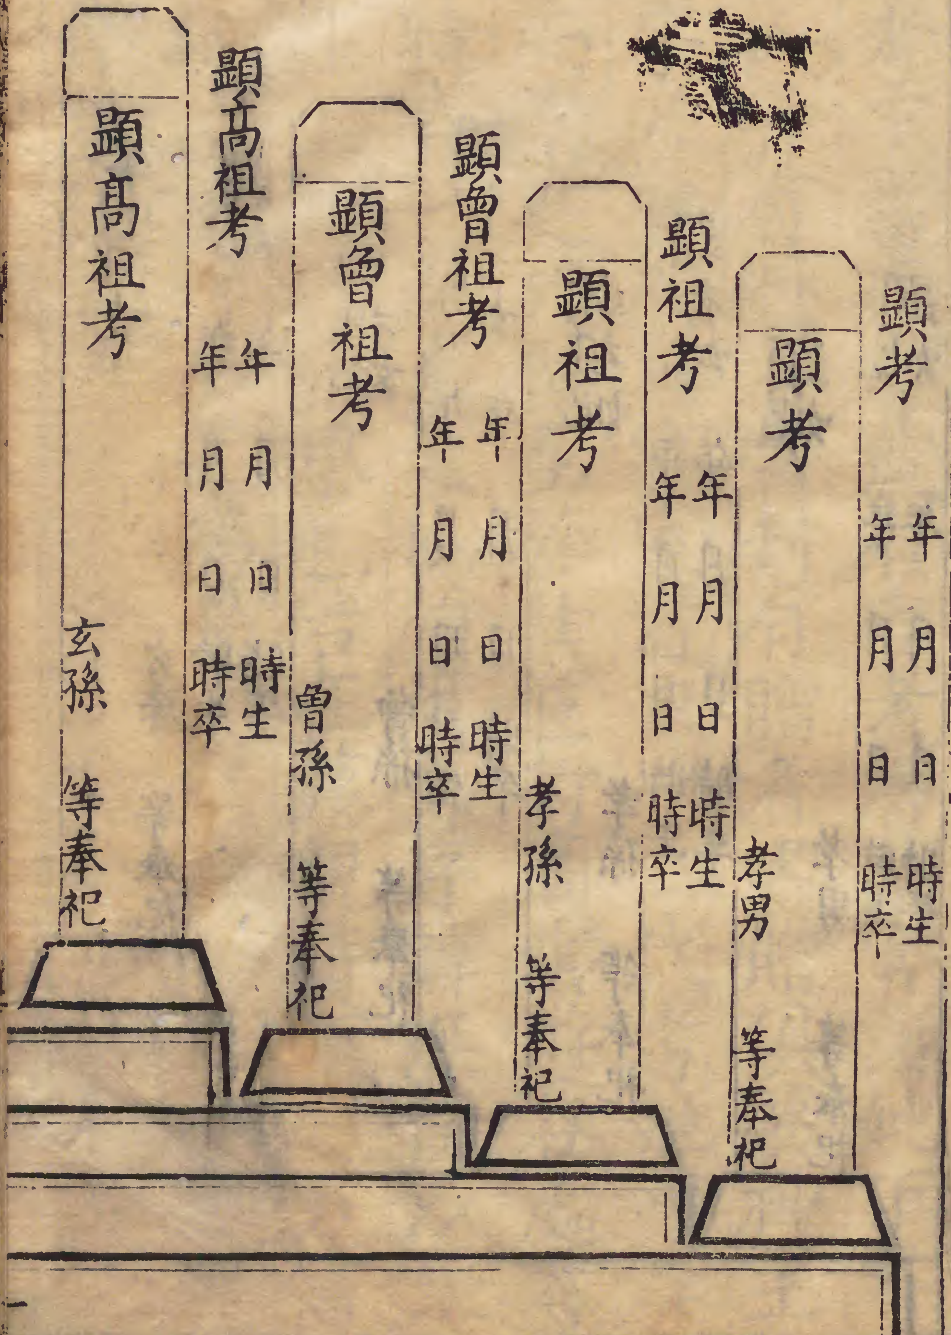 顯考
年月日時生
年月日時卒
顯考
孝男 等奉祀
顯祖考
年月日時生
年月日時卒
顯祖考
孝孫 等奉祀
顯曾祖考
年月日時生
年月日時卒
顯曾祖考
曾孫 等奉祀
顯髙祖考
年月日時生
年月日時卒
顯髙祖考
玄孫 等奉祀